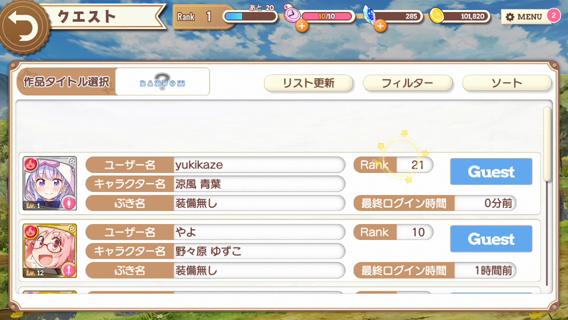 クエスト
Rank 1
あと 20
10/10
285
101,820
MENU 2
作品タイトル選択
RANDOM
リスト更新
フィルター
ソート
ユーザー名 yukikaze
Rank 21
キャラクター名 涼風 青葉
Guest
ぶき名 装備無し
最終ログイン時間 0分前
Lv. 1
ユーザー名 やよ
Rank 10
キャラクター名 野々原 ゆずこ
Guest
ぶき名 装備無し
最終ログイン時間 1時間前
Lv. 12